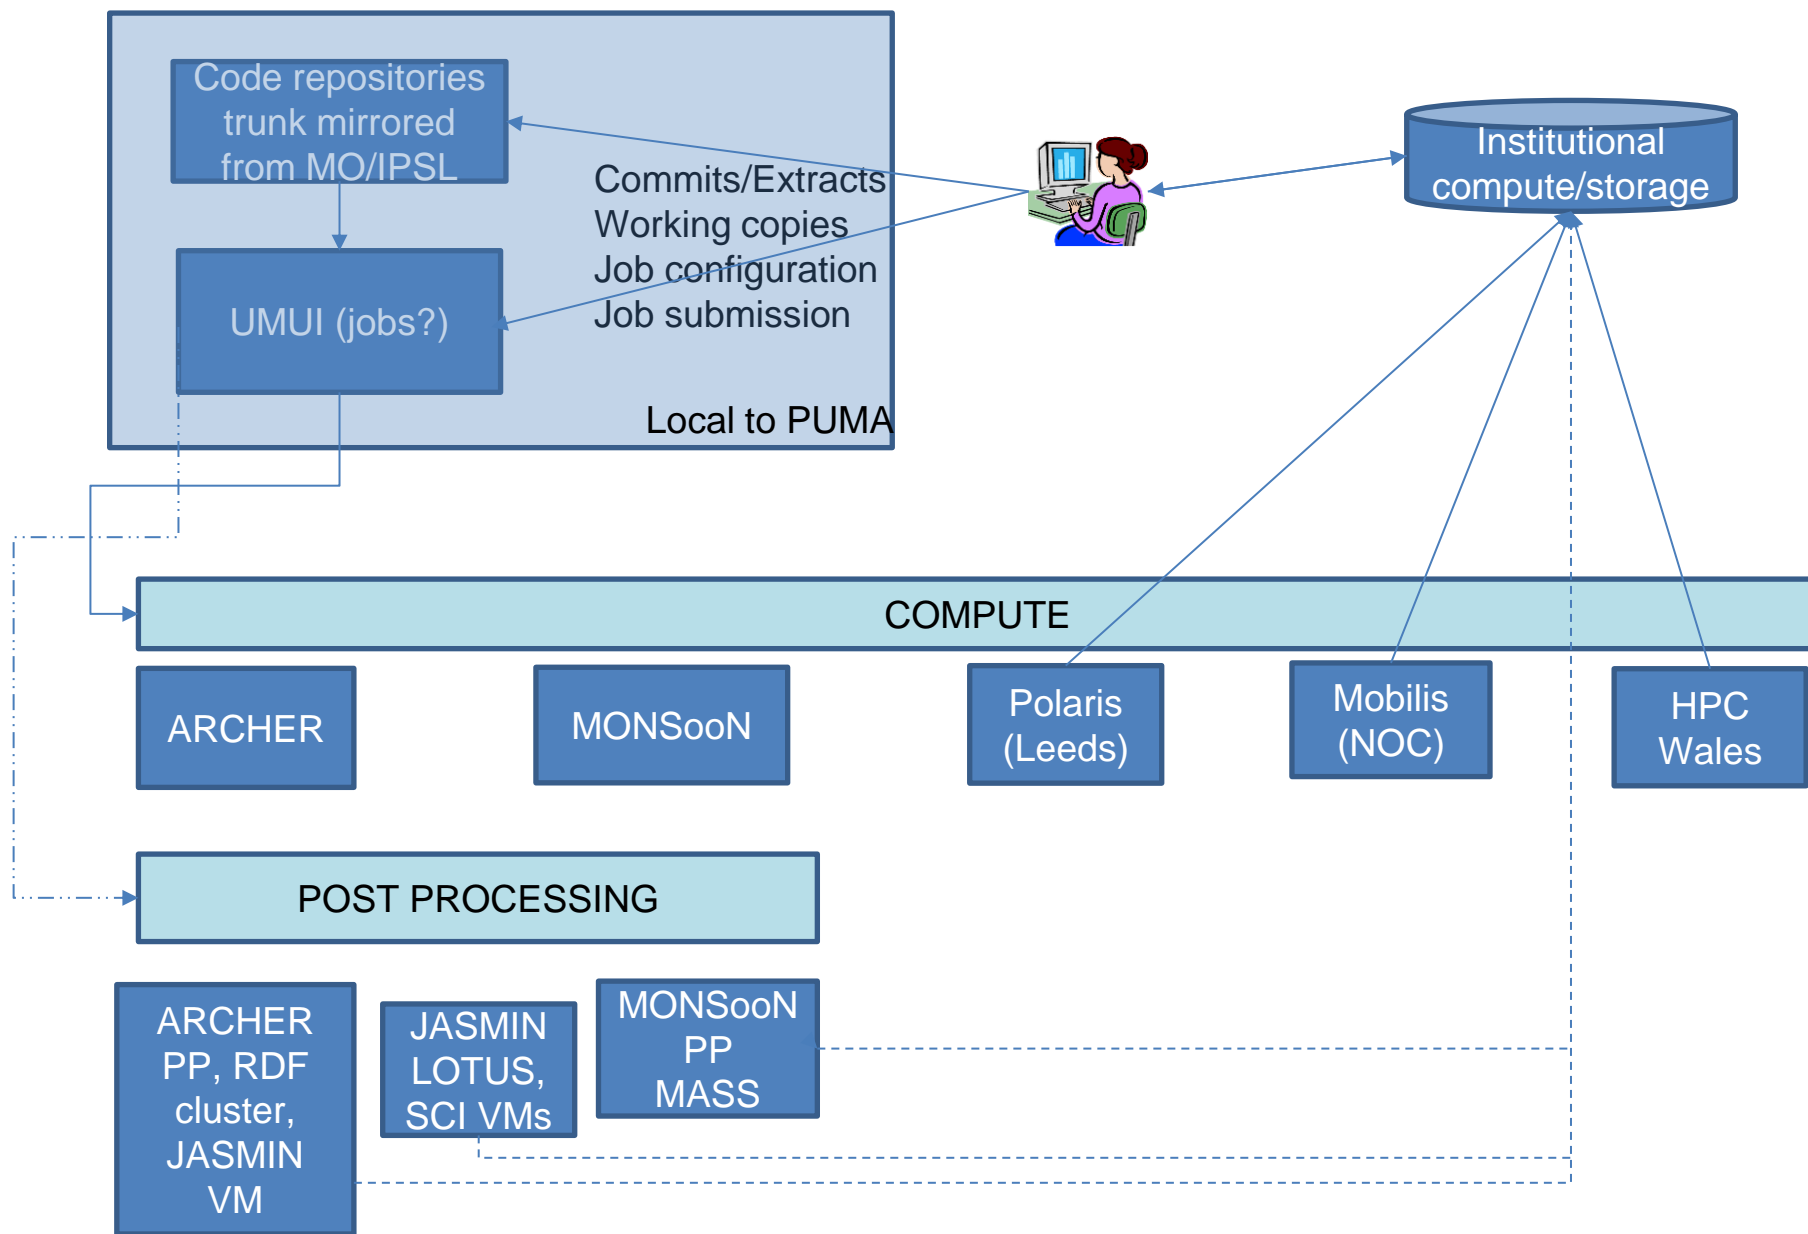 Code repositories
trunk mirrored
from MO/IPSL
Commits/Extracts
Working copies
Job configuration
Job submission
UMUI (jobs?)
Local to PUMA
Institutional
compute/storage
COMPUTE
ARCHER
MONSooN
Polaris
(Leeds)
Mobilis
(NOC)
HPC
Wales
POST PROCESSING
ARCHER
PP, RDF
cluster,
JASMIN
VM
JASMIN
LOTUS,
SCI VMs
MONSooN
PP
MASS